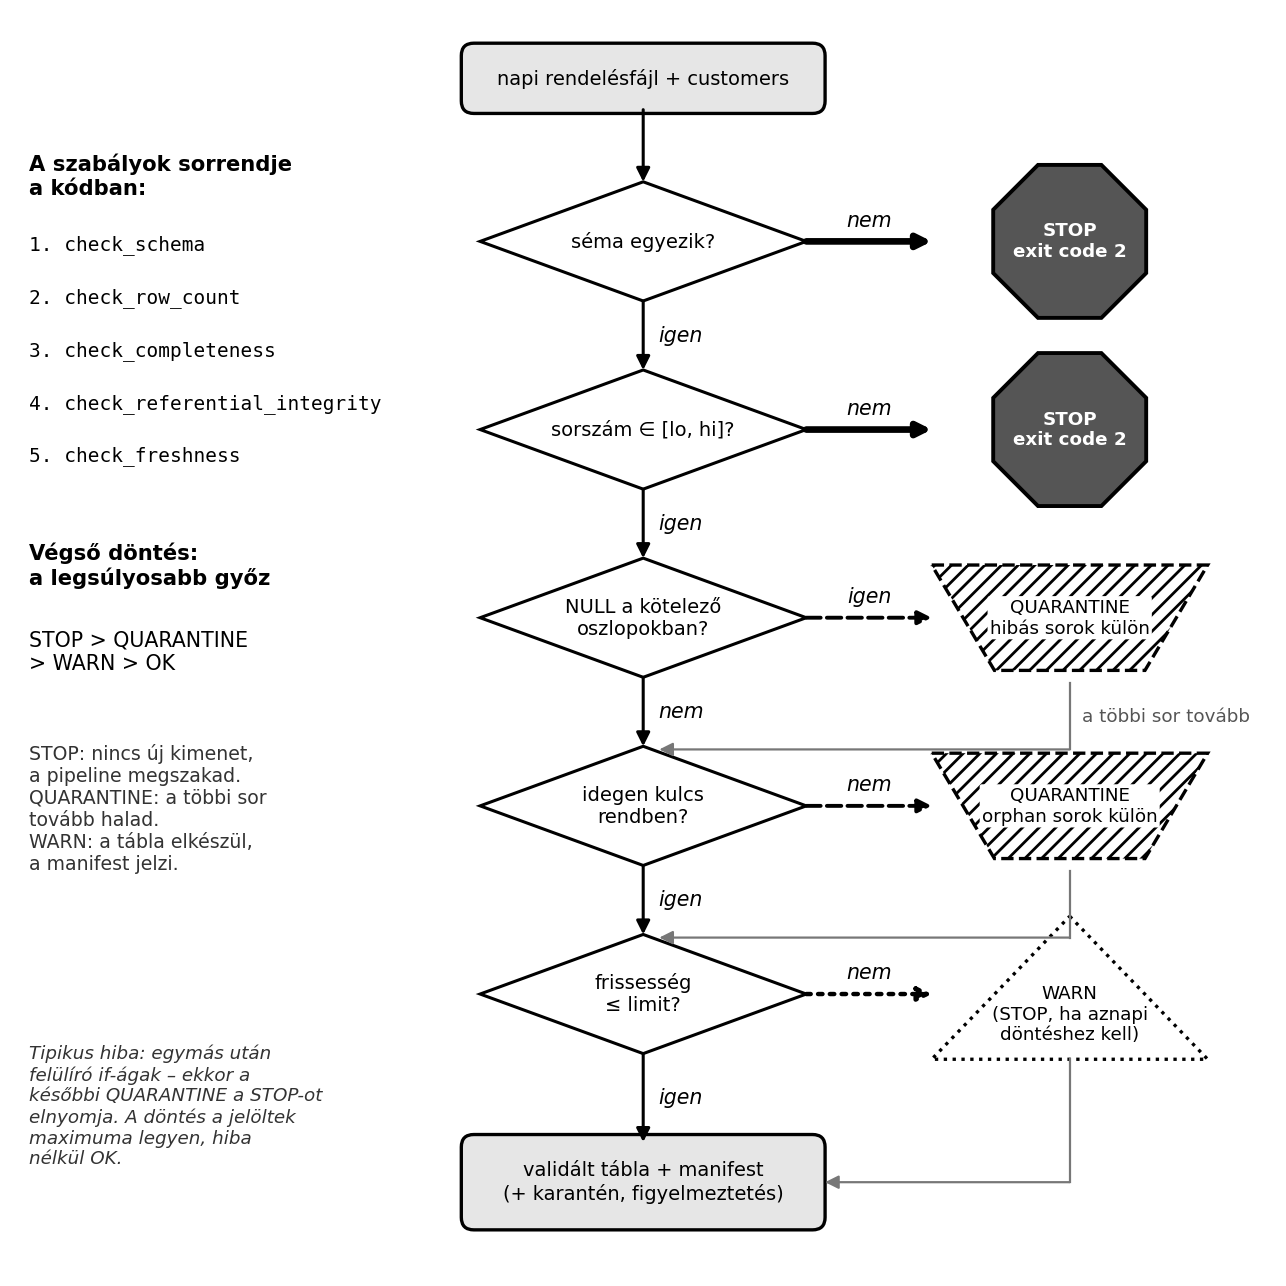 napi rendelésfájl + customers
A szabályok sorrendje
a kódban:
1. check_schema
2. check_row_count
3. check_completeness
4. check_referential_integrity
5. check_freshness
Végső döntés:
a legsúlyosabb győz
STOP > QUARANTINE
> WARN > OK
STOP: nincs új kimenet,
a pipeline megszakad.
QUARANTINE: a többi sor
tovább halad.
WARN: a tábla elkészül,
a manifest jelzi.
Tipikus hiba: egymás után
felülíró if-ágak – ekkor a
későbbi QUARANTINE a STOP-ot
elnyomja. A döntés a jelöltek
maximuma legyen, hiba
nélkül OK.
séma egyezik?
nem
STOP
exit code 2
igen
sorszám ∈ [lo, hi]?
nem
STOP
exit code 2
igen
NULL a kötelező
oszlopokban?
igen
QUARANTINE
hibás sorok külön
nem
a többi sor tovább
idegen kulcs
rendben?
nem
QUARANTINE
orphan sorok külön
igen
frissesség
≤ limit?
nem
WARN
(STOP, ha aznapi
döntéshez kell)
igen
validált tábla + manifest
(+ karantén, figyelmeztetés)